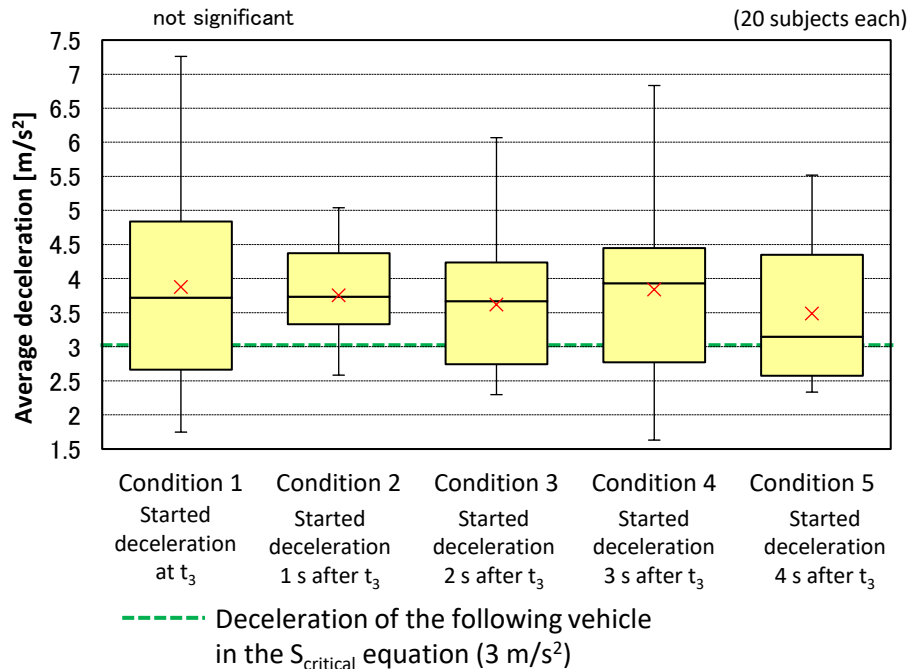 not significant
(20 subjects each)
Average deceleration [m/s²]
7.5
7
6.5
6
5.5
5
4.5
4
3.5
3
2.5
2
1.5
Condition 1
Started
deceleration
at t₃
Condition 2
Started
deceleration
1 s after t₃
Condition 3
Started
deceleration
2 s after t₃
Condition 4
Started
deceleration
3 s after t₃
Condition 5
Started
deceleration
4 s after t₃
Deceleration of the following vehicle
in the S_critical equation (3 m/s²)